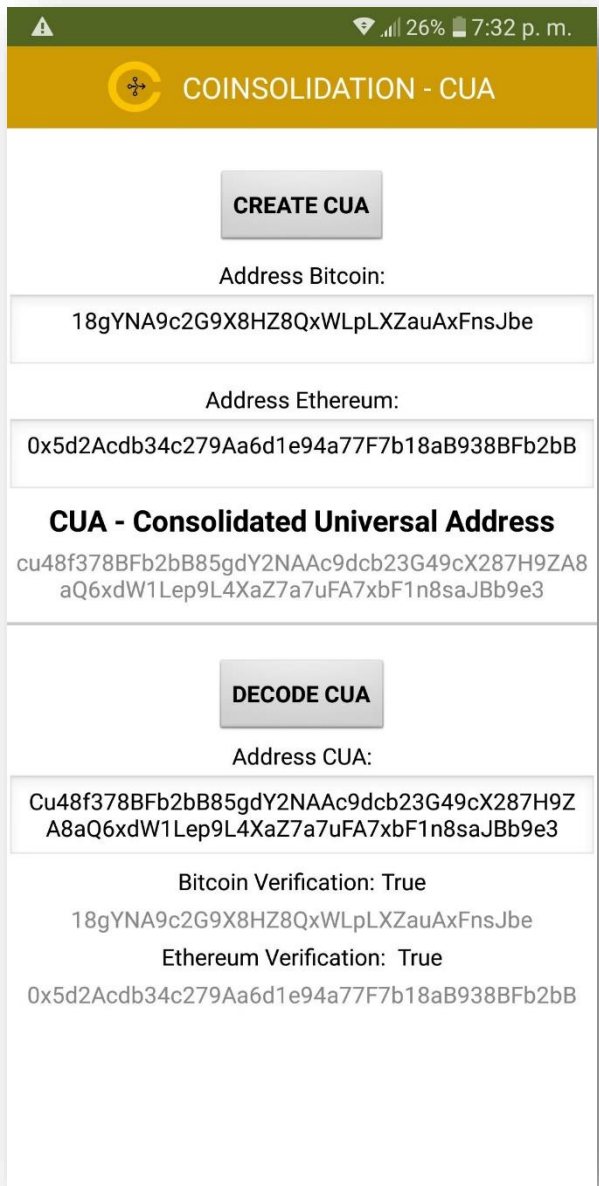 26% 7:32 p. m.
COINSOLIDATION - CUA
CREATE CUA
Address Bitcoin:
18gYNA9c2G9X8HZ8QxWLpLXZauAxFnsJbe
Address Ethereum:
0x5d2Acdb34c279Aa6d1e94a77F7b18aB938BFb2bB
CUA - Consolidated Universal Address
cu48f378BFb2bB85gdY2NAAc9dcb23G49cX287H9ZA8
aQ6xdW1Lep9L4XaZ7a7uFA7xbF1n8saJBb9e3
DECODE CUA
Address CUA:
Cu48f378BFb2bB85gdY2NAAc9dcb23G49cX287H9Z
A8aQ6xdW1Lep9L4XaZ7a7uFA7xbF1n8saJBb9e3
Bitcoin Verification: True
18gYNA9c2G9X8HZ8QxWLpLXZauAxFnsJbe
Ethereum Verification: True
0x5d2Acdb34c279Aa6d1e94a77F7b18aB938BFb2bB